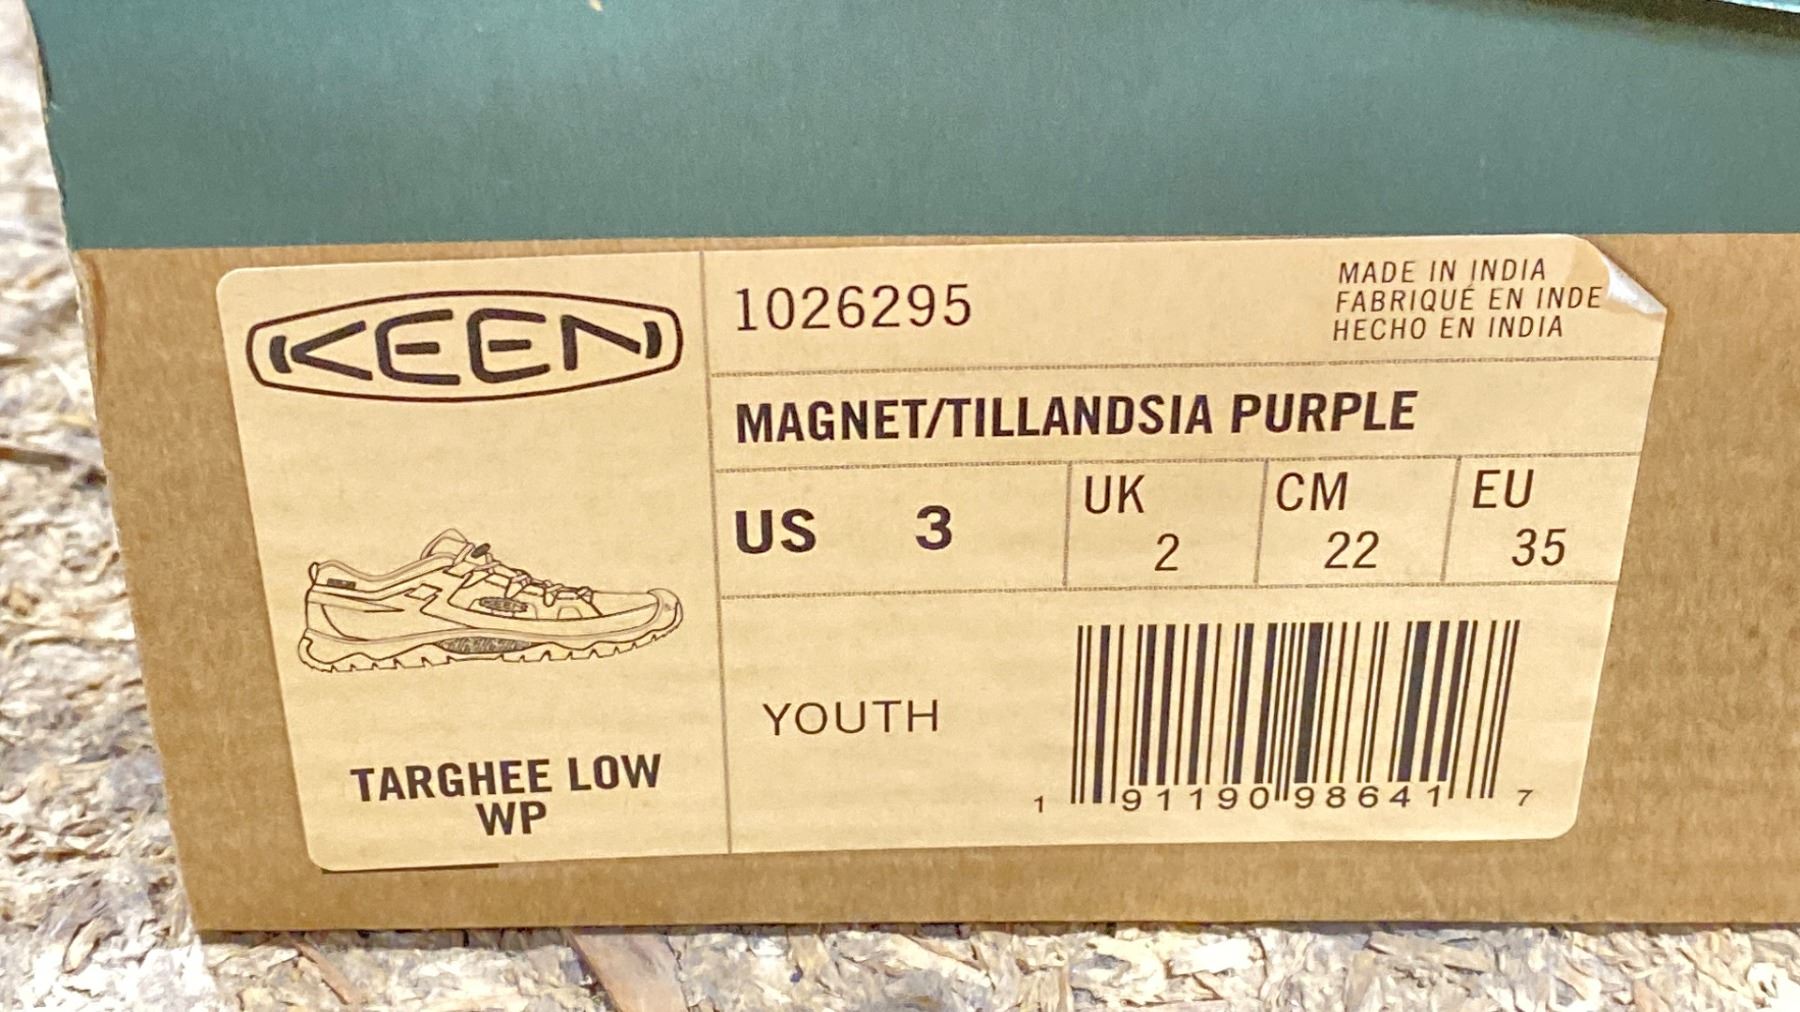 KEEN
1026295
MADE IN INDIA
FABRIQUÉ EN INDE
HECHO EN INDIA
MAGNET/TILLANDSIA PURPLE
US 3
UK 2
CM 22
EU 35
YOUTH
TARGHEE LOW
WP
1 91190 98641 7